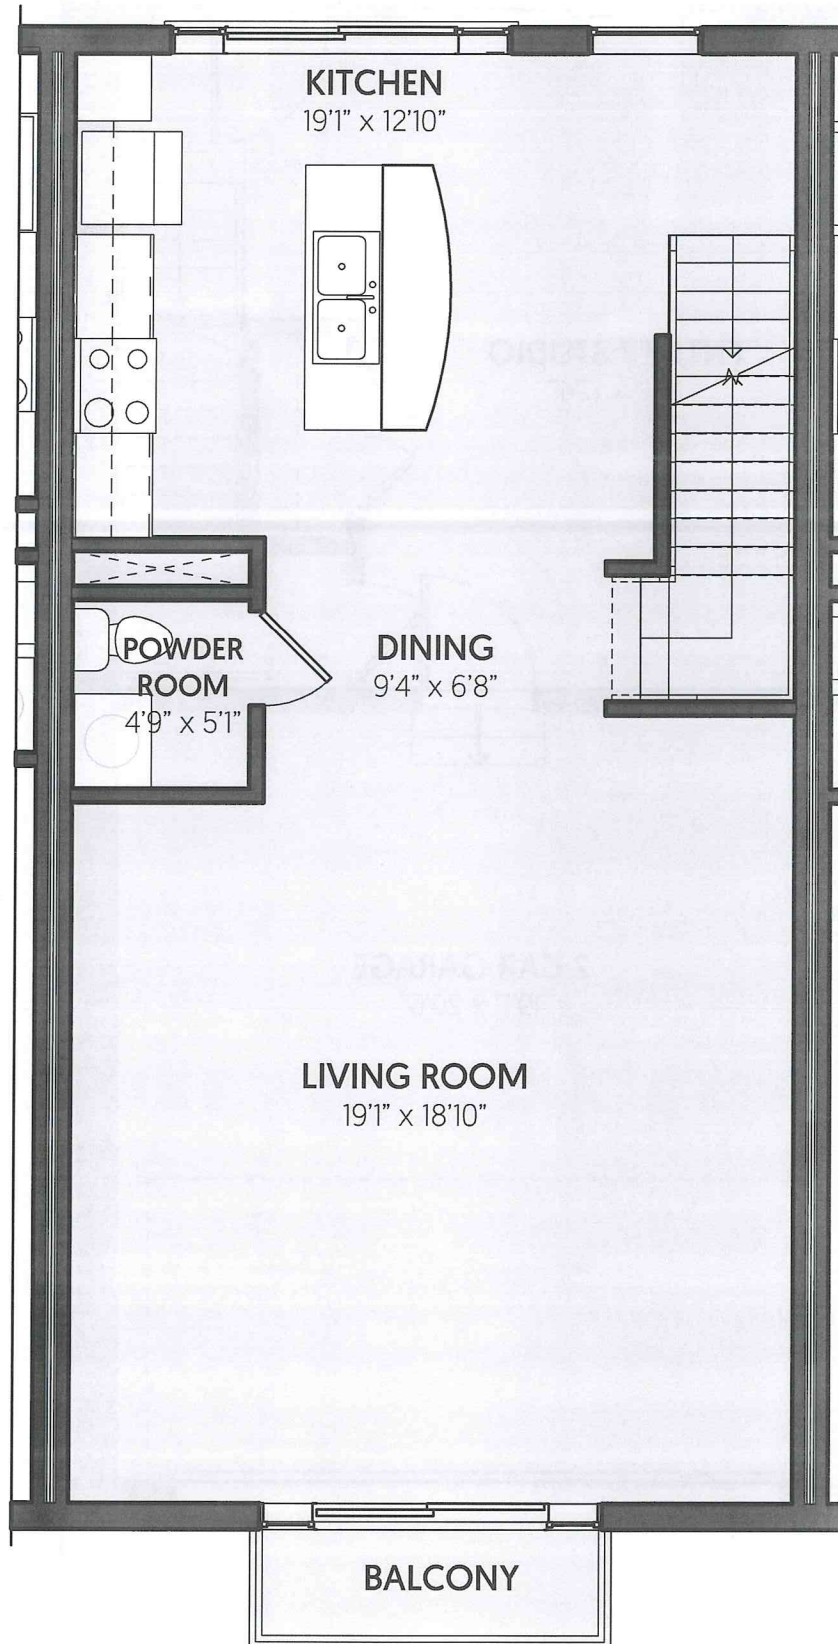 KITCHEN
19'1" x 12'10"
POWDER
ROOM
4'9" x 5'1"
DINING
9'4" x 6'8"
LIVING ROOM
19'1" x 18'10"
BALCONY